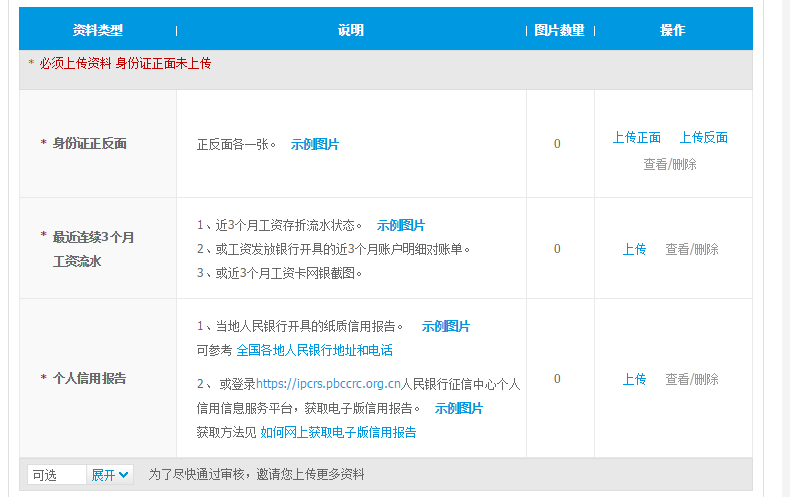 资料类型 说明 图片数量 操作
* 必须上传资料 身份证正面未上传
* 身份证正反面 正反面各一张。 示例图片 0 上传正面 上传反面
查看/删除
* 最近连续3个月
工资流水
1、近3个月工资存折流水状态。 示例图片
2、或工资发放银行开具的近3个月账户明细对账单。
3、或近3个月工资卡网银截图。
0
上传 查看/删除
* 个人信用报告
1、当地人民银行开具的纸质信用报告。 示例图片
可参考 全国各地人民银行地址和电话
2、 或登录https://ipcrs.pbccrc.org.cn人民银行征信中心个人
信用信息服务平台，获取电子版信用报告。 示例图片
获取方法见 如何网上获取电子版信用报告
0
上传 查看/删除
可选 展开 为了尽快通过审核，邀请您上传更多资料